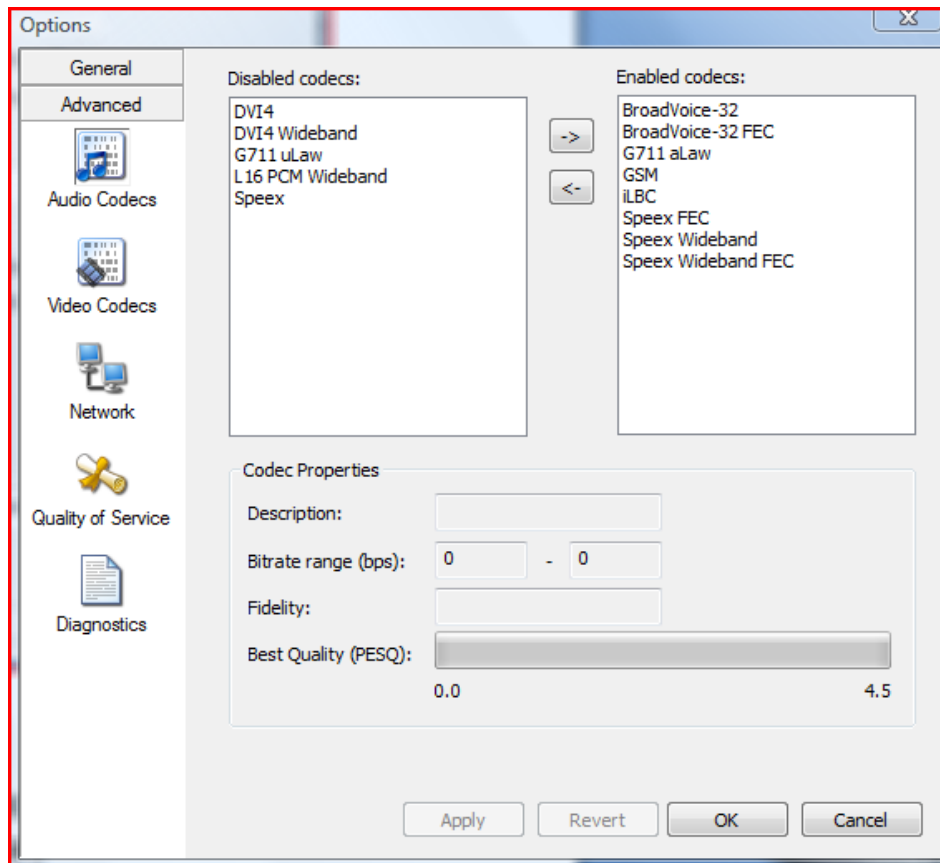 Options
General
Advanced
Audio Codecs
Video Codecs
Network
Quality of Service
Diagnostics
Disabled codecs:
DVI4
DVI4 Wideband
G711 uLaw
L16 PCM Wideband
Speex
->
<-
Enabled codecs:
BroadVoice-32
BroadVoice-32 FEC
G711 aLaw
GSM
iLBC
Speex FEC
Speex Wideband
Speex Wideband FEC
Codec Properties
Description:
Bitrate range (bps): 0 - 0
Fidelity:
Best Quality (PESQ):
0.0 4.5
Apply Revert OK Cancel